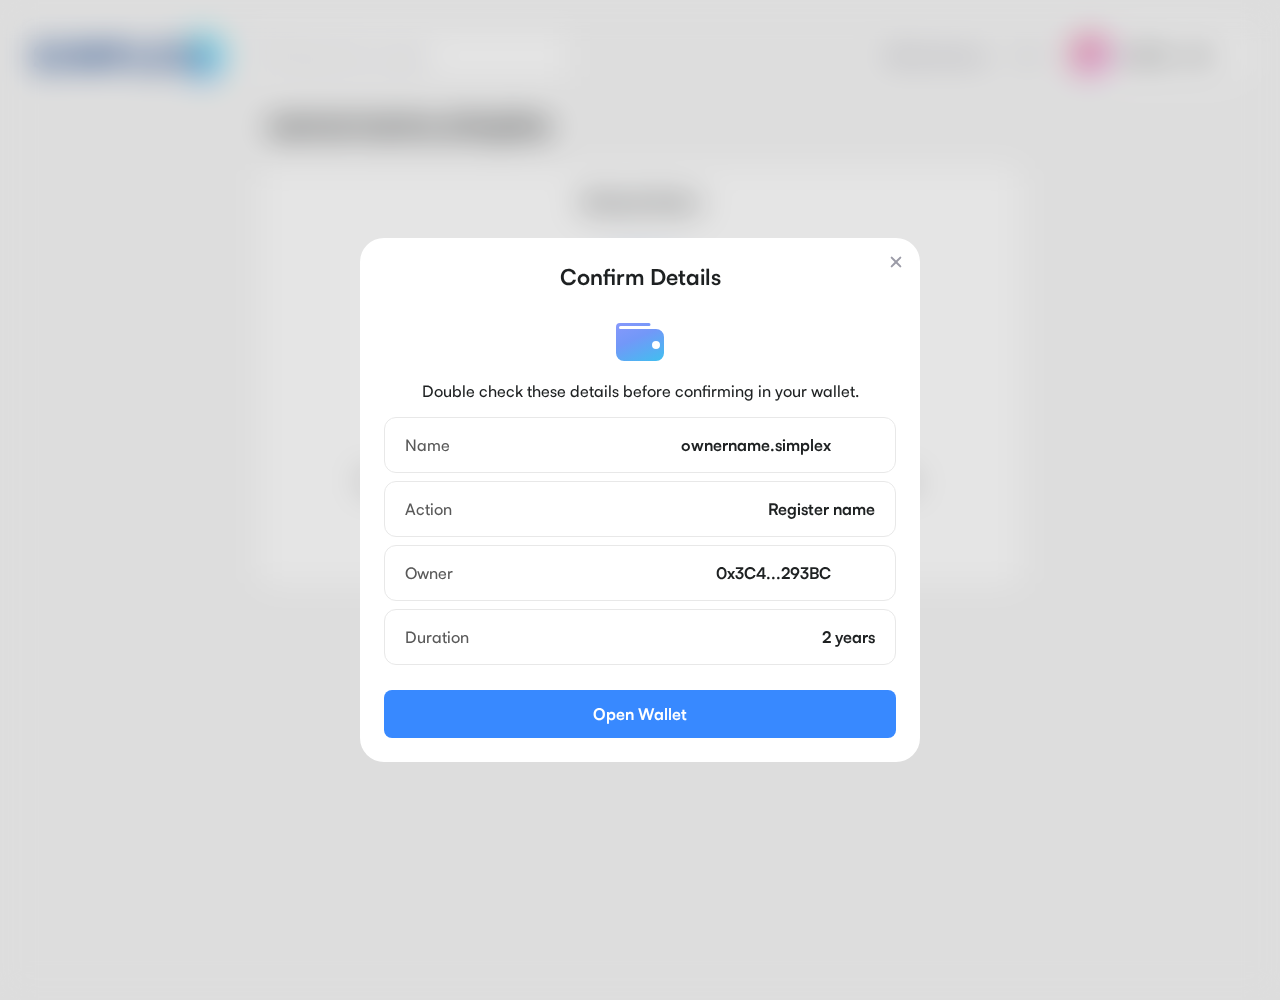 Confirm Details
Double check these details before confirming in your wallet.
Name ownername.simplex
Action Register name
Owner 0x3C4...293BC
Duration 2 years
Open Wallet